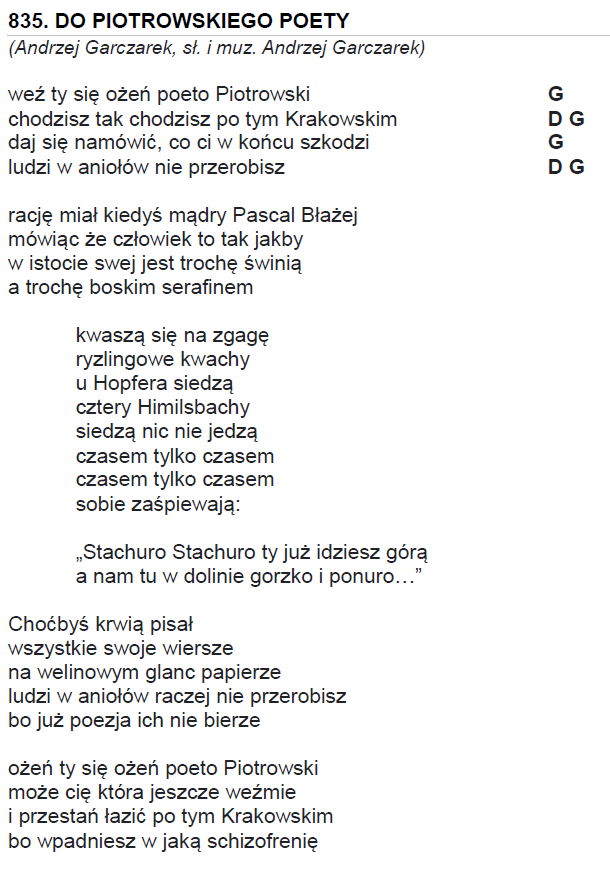 835. DO PIOTROWSKIEGO POETY
(Andrzej Garczarek, sł. i muz. Andrzej Garczarek)
weź ty się ożeń poeto Piotrowski G
chodzisz tak chodzisz po tym Krakowskim D G
daj się namówić, co ci w końcu szkodzi G
ludzi w aniołów nie przerobisz D G
rację miał kiedyś mądry Pascal Błażej
mówiąc że człowiek to tak jakby
w istocie swej jest trochę świnią
a trochę boskim serafinem
kwaszą się na zgagę
ryzlingowe kwachy
u Hopfera siedzą
cztery Himilsbachy
siedzą nic nie jedzą
czasem tylko czasem
czasem tylko czasem
sobie zaśpiewają:
„Stachuro Stachuro ty już idziesz górą
a nam tu w dolinie gorzko i ponuro…”
Choćbyś krwią pisał
wszystkie swoje wiersze
na welinowym glanc papierze
ludzi w aniołów raczej nie przerobisz
bo już poezja ich nie bierze
ożeń ty się ożeń poeto Piotrowski
może cię która jeszcze weźmie
i przestań łazić po tym Krakowskim
bo wpadniesz w jaką schizofrenię